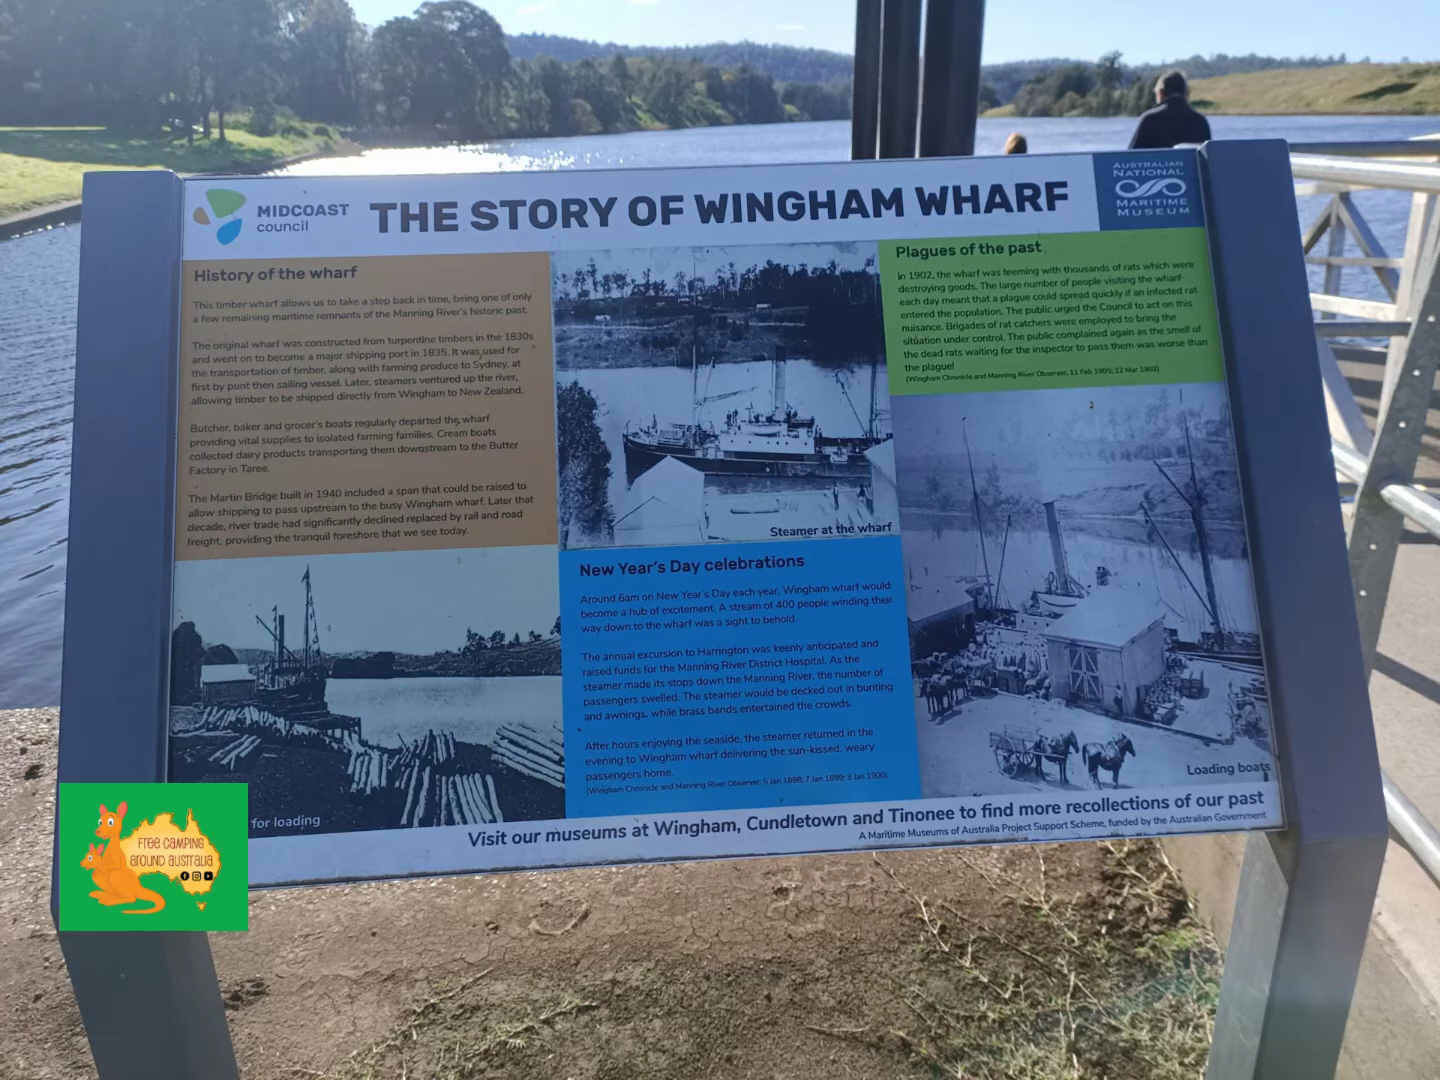 MIDCOAST
council
THE STORY OF WINGHAM WHARF
AUSTRALIAN
NATIONAL
MARITIME
MUSEUM
History of the wharf
This timber wharf allows us to take a step back in time, being one of only
a few remaining maritime remnants of the Manning River's historic past.
The original wharf was constructed from turpentine timbers in the 1830s
and went on to become a major shipping port in 1835. It was used for
the transportation of timber, along with farming produce to Sydney, at
first by punt then sailing vessel. Later, steamers ventured up the river,
allowing timber to be shipped directly from Wingham to New Zealand.
Butcher, baker and grocer's boats regularly departed the wharf
providing vital supplies to isolated farming families. Cream boats
collected dairy products transporting them downstream to the Butter
Factory in Taree.
The Martin Bridge built in 1940 included a span that could be raised to
allow shipping to pass upstream to the busy Wingham wharf. Later that
decade, river trade had significantly declined replaced by rail and road
freight, providing the tranquil foreshore that we see today.
for loading
Steamer at the wharf
New Year's Day celebrations
Around 6am on New Year's Day each year, Wingham wharf would
become a hub of excitement. A stream of 400 people winding their
way down to the wharf was a sight to behold.
The annual excursion to Harrington was keenly anticipated and
raised funds for the Manning River District Hospital. As the
steamer made its stops down the Manning River, the number of
passengers swelled. The steamer would be decked out in bunting
and awnings, while brass bands entertained the crowds.
After hours enjoying the seaside, the steamer returned in the
evening to Wingham wharf delivering the sun-kissed, weary
passengers home.
(Wingham Chronicle and Manning River Observer, 5 Jan 1898; 7 Jan 1899; 3 Jan 1900)
Plagues of the past
In 1902, the wharf was teeming with thousands of rats which were
destroying goods. The large number of people visiting the wharf
each day meant that a plague could spread quickly if an infected rat
entered the population. The public urged the Council to act on this
nuisance. Brigades of rat catchers were employed to bring the
situation under control. The public complained again as the smell of
the dead rats waiting for the inspector to pass them was worse than
the plague!
(Wingham Chronicle and Manning River Observer, 11 Feb 1905; 12 Mar 1902)
Loading boats
Visit our museums at Wingham, Cundletown and Tinonee to find more recollections of our past
A Maritime Museums of Australia Project Support Scheme, funded by the Australian Government
FREE CAMPING
AROUND AUSTRALIA